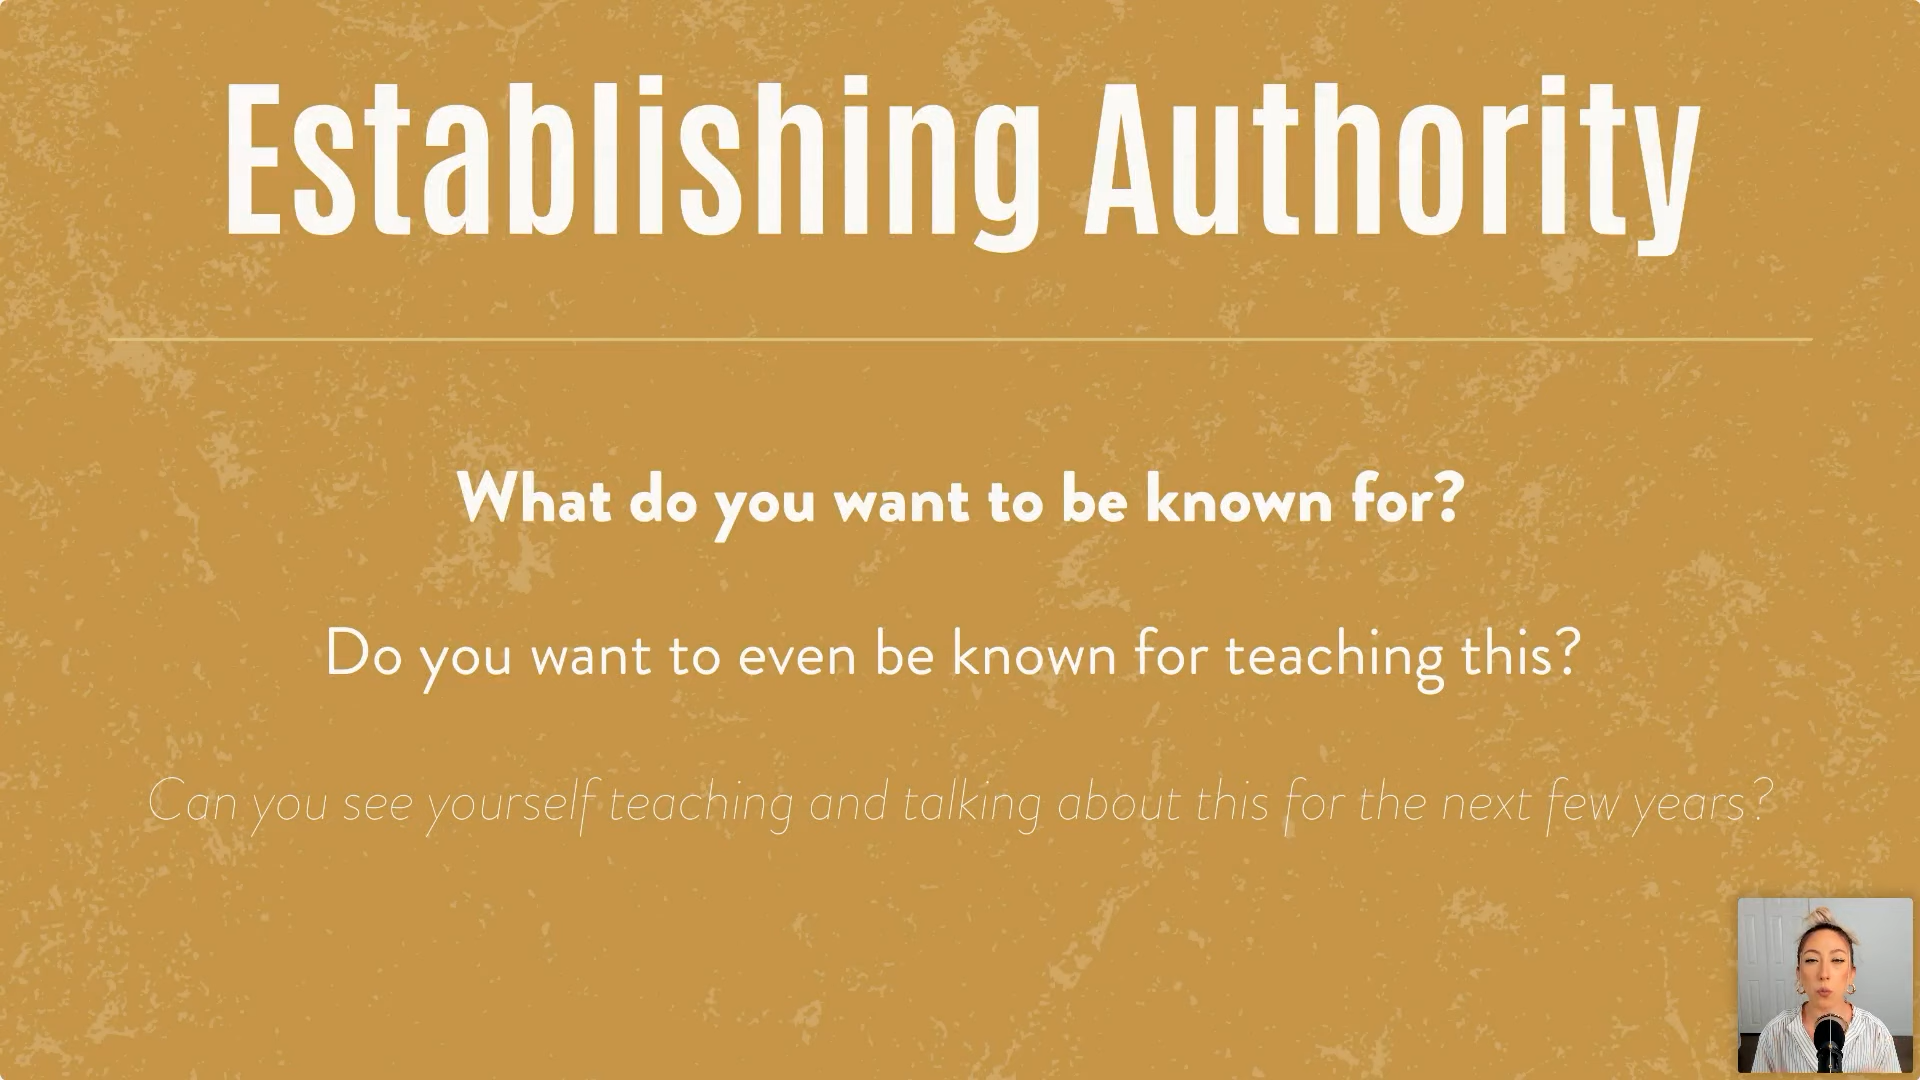 Establishing Authority
What do you want to be known for?
Do you want to even be known for teaching this?
Can you see yourself teaching and talking about this for the next few years?